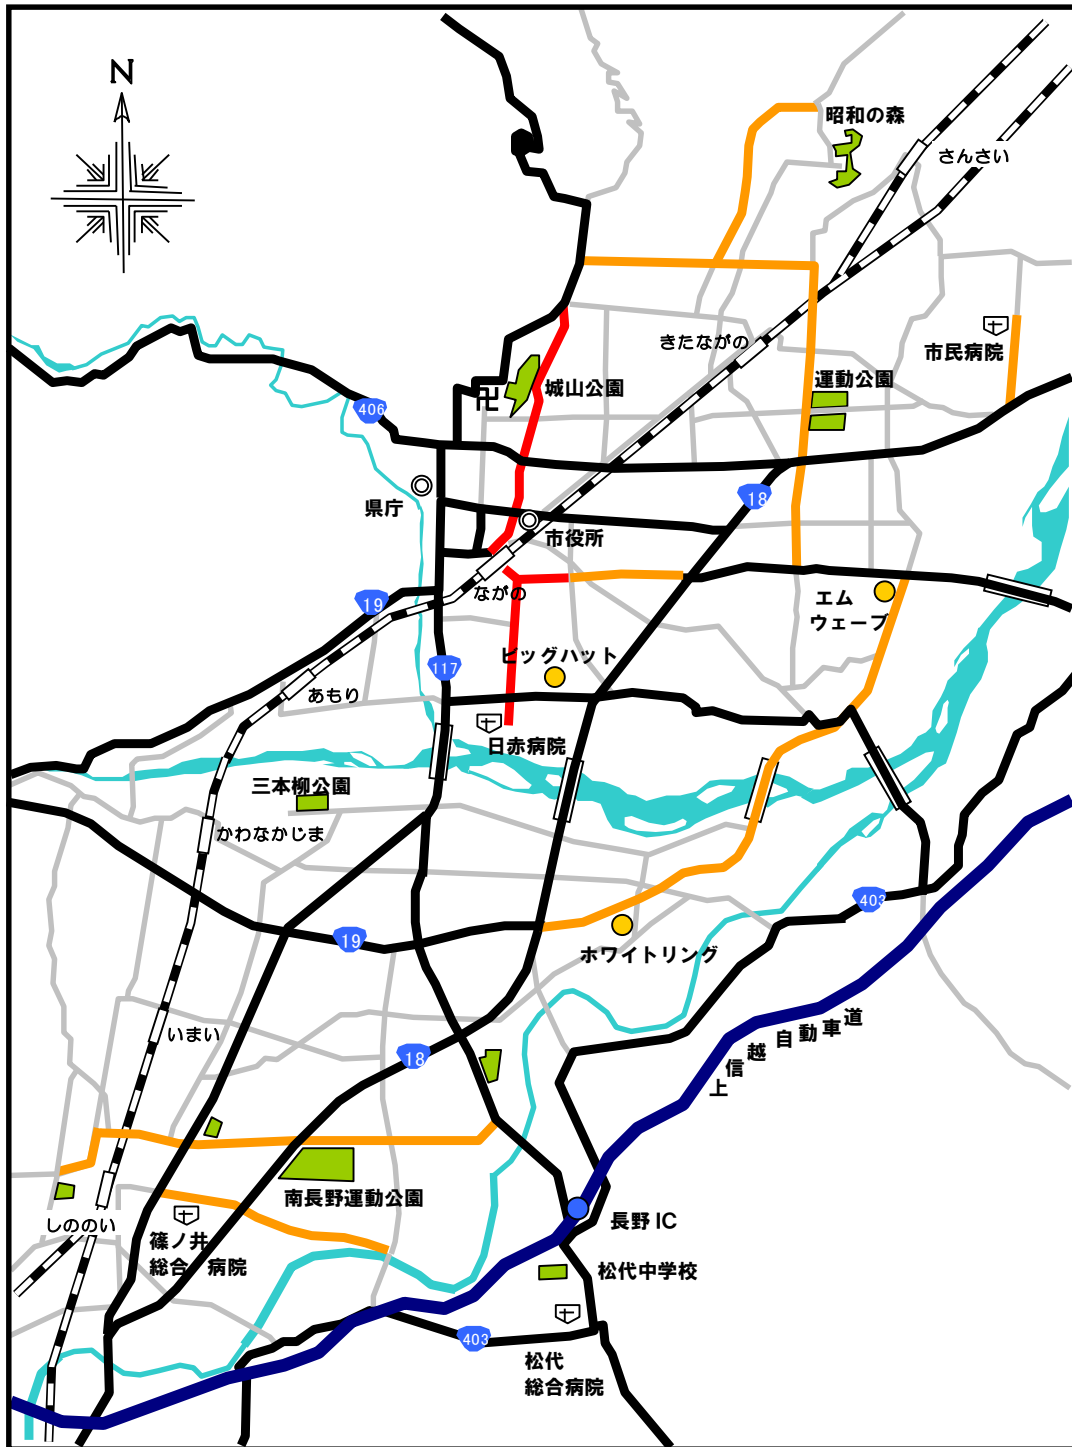 N
昭和の森
さんさい
きたながの
市民病院
運動公園
城山公園
卍
406
県庁
18
市役所
ながの
19
エム
ウェーブ
ビッグハット
117
あもり
日赤病院
三本柳公園
かわなかじま
403
19
ホワイトリング
上信越自動車道
いまい
18
南長野運動公園
しののい
篠ノ井
総合病院
長野 IC
松代中学校
403
松代
総合病院